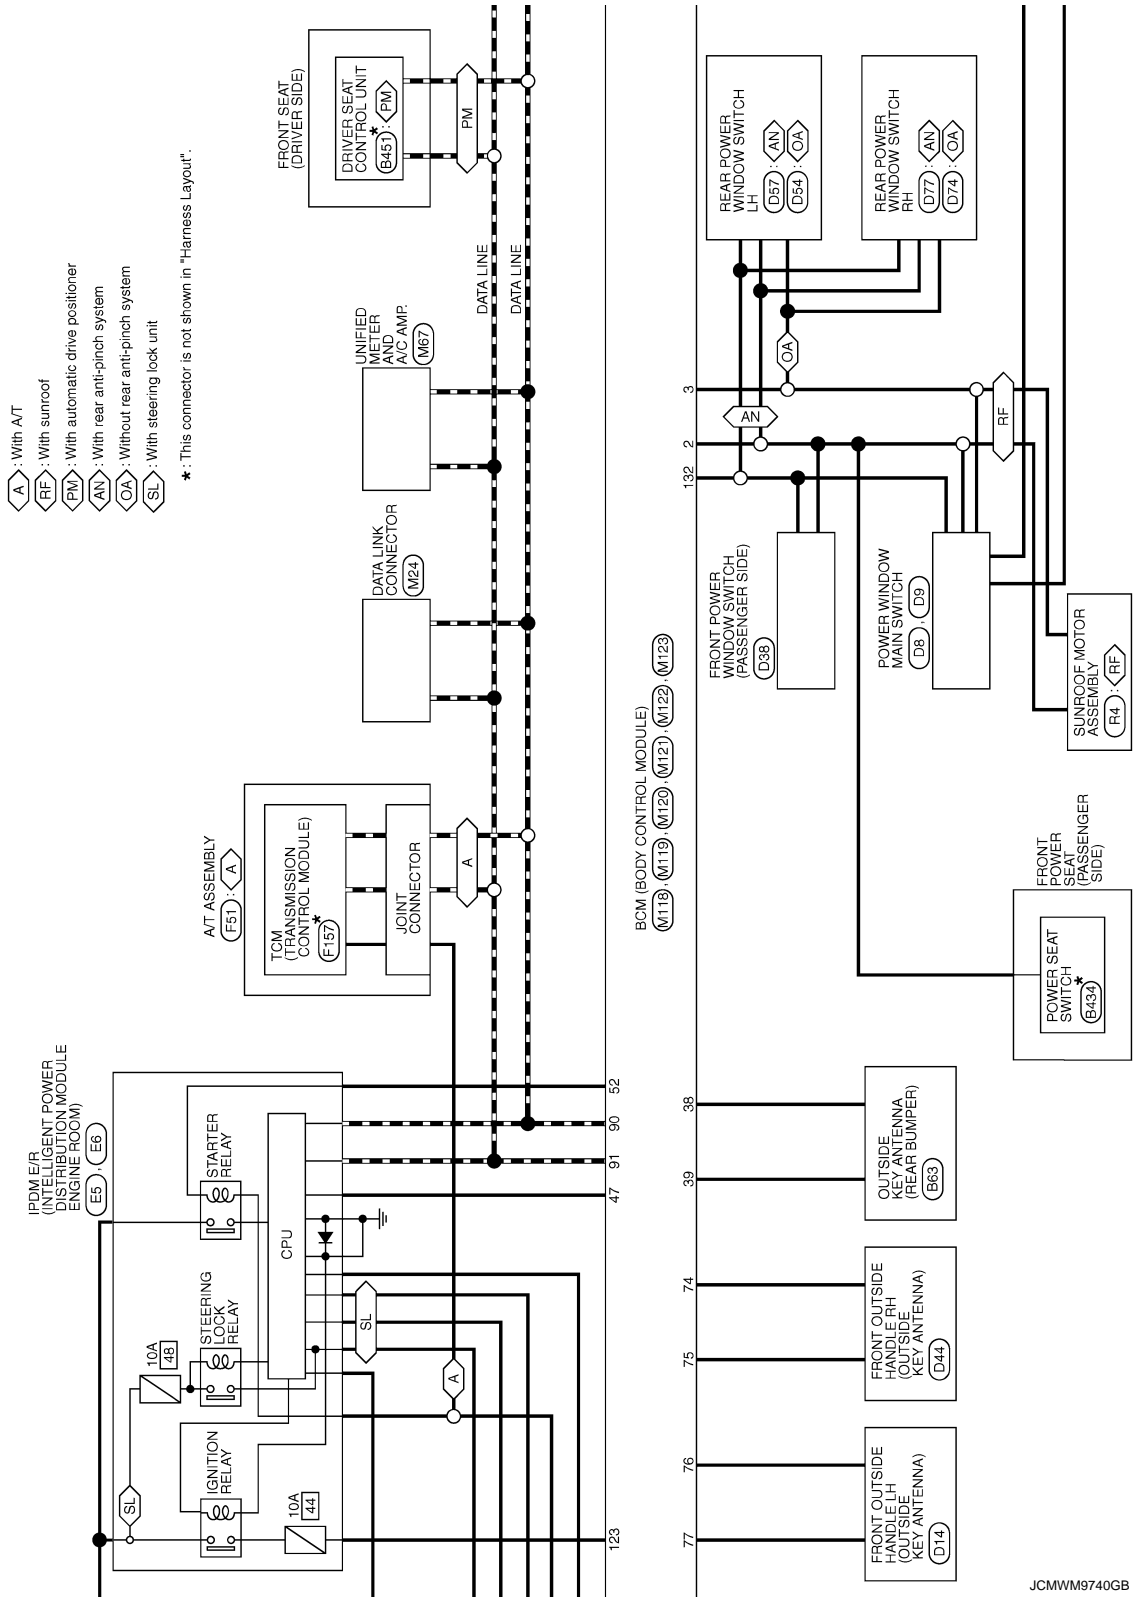 A : With A/T
RF : With sunroof
PM : With automatic drive positioner
AN : With rear anti-pinch system
OA : Without rear anti-pinch system
SL : With steering lock unit
* : This connector is not shown in "Harness Layout".
IPDM E/R
(INTELLIGENT POWER
DISTRIBUTION MODULE
ENGINE ROOM)
E5 , E6
SL
IGNITION
RELAY
10A
44
10A
48
STEERING
LOCK
RELAY
STARTER
RELAY
CPU
SL
A
A/T ASSEMBLY
F51 : A
TCM
(TRANSMISSION
CONTROL MODULE)
*
F157
JOINT
CONNECTOR
A
DATA LINK
CONNECTOR
M24
UNIFIED
METER
AND
A/C AMP.
M67
DATA LINE
DATA LINE
FRONT SEAT
(DRIVER SIDE)
DRIVER SEAT
CONTROL UNIT
*
B451 : PM
PM
123
47
91
90
52
BCM (BODY CONTROL MODULE)
M118 , M119 , M120 , M121 , M122 , M123
77
76
75
74
39
38
132
2
3
FRONT OUTSIDE
HANDLE LH
(OUTSIDE
KEY ANTENNA)
D14
FRONT OUTSIDE
HANDLE RH
(OUTSIDE
KEY ANTENNA)
D44
OUTSIDE
KEY ANTENNA
(REAR BUMPER)
B63
FRONT
POWER
SEAT
(PASSENGER
SIDE)
POWER SEAT
SWITCH
*
B434
FRONT POWER
WINDOW SWITCH
(PASSENGER SIDE)
D38
POWER WINDOW
MAIN SWITCH
D8 , D9
SUNROOF MOTOR
ASSEMBLY
R4 : RF
AN
OA
RF
REAR POWER
WINDOW SWITCH
LH
D57 : AN
D54 : OA
REAR POWER
WINDOW SWITCH
RH
D77 : AN
D74 : OA
JCMWM9740GB